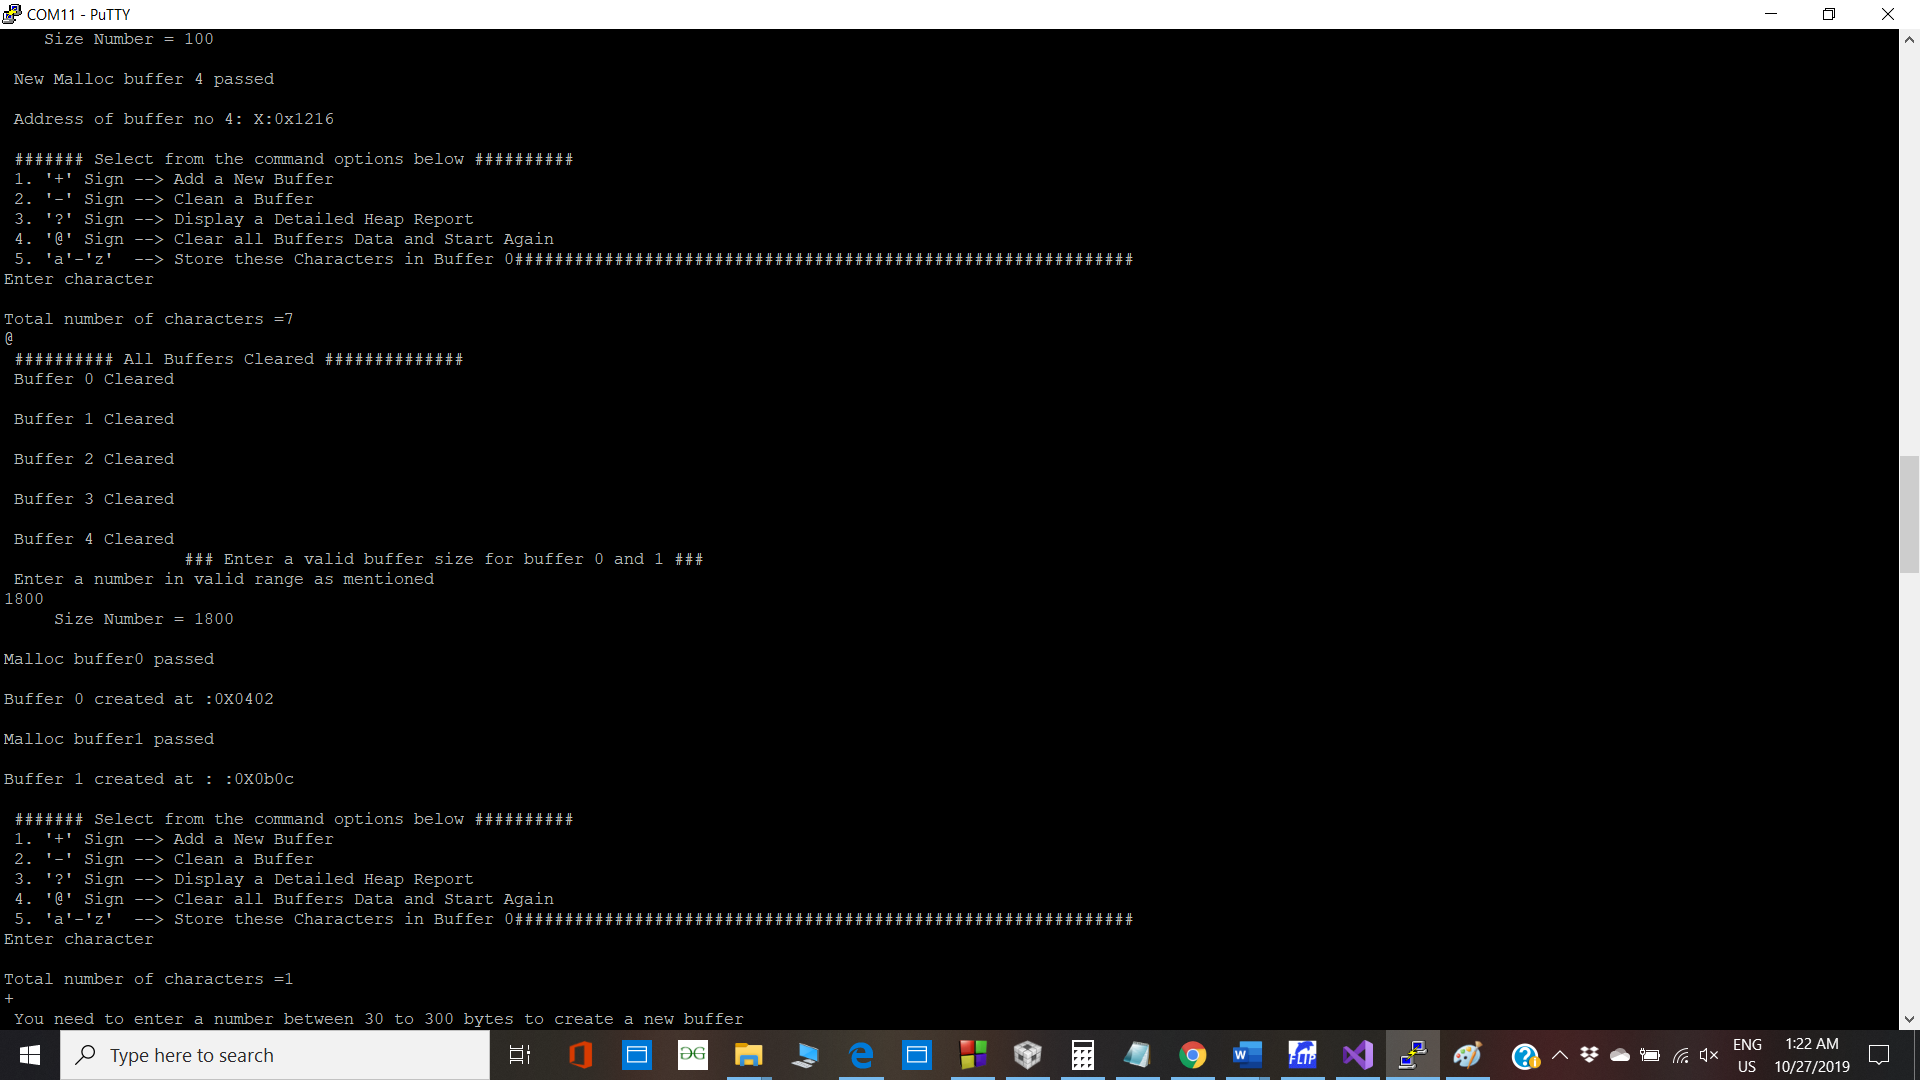 COM11 - PuTTY
Size Number = 100
New Malloc buffer 4 passed
Address of buffer no 4: X:0x1216
####### Select from the command options below ##########
1. '+' Sign --> Add a New Buffer
2. '-' Sign --> Clean a Buffer
3. '?' Sign --> Display a Detailed Heap Report
4. '@' Sign --> Clear all Buffers Data and Start Again
5. 'a'-'z'  --> Store these Characters in Buffer 0##############################################################
Enter character
Total number of characters =7
@
########## All Buffers Cleared ##############
Buffer 0 Cleared
Buffer 1 Cleared
Buffer 2 Cleared
Buffer 3 Cleared
Buffer 4 Cleared
### Enter a valid buffer size for buffer 0 and 1 ###
Enter a number in valid range as mentioned
1800
Size Number = 1800
Malloc buffer0 passed
Buffer 0 created at :0X0402
Malloc buffer1 passed
Buffer 1 created at : :0X0b0c
####### Select from the command options below ##########
1. '+' Sign --> Add a New Buffer
2. '-' Sign --> Clean a Buffer
3. '?' Sign --> Display a Detailed Heap Report
4. '@' Sign --> Clear all Buffers Data and Start Again
5. 'a'-'z'  --> Store these Characters in Buffer 0##############################################################
Enter character
Total number of characters =1
+
You need to enter a number between 30 to 300 bytes to create a new buffer
Type here to search
FLIP
ENG
US
1:22 AM
10/27/2019